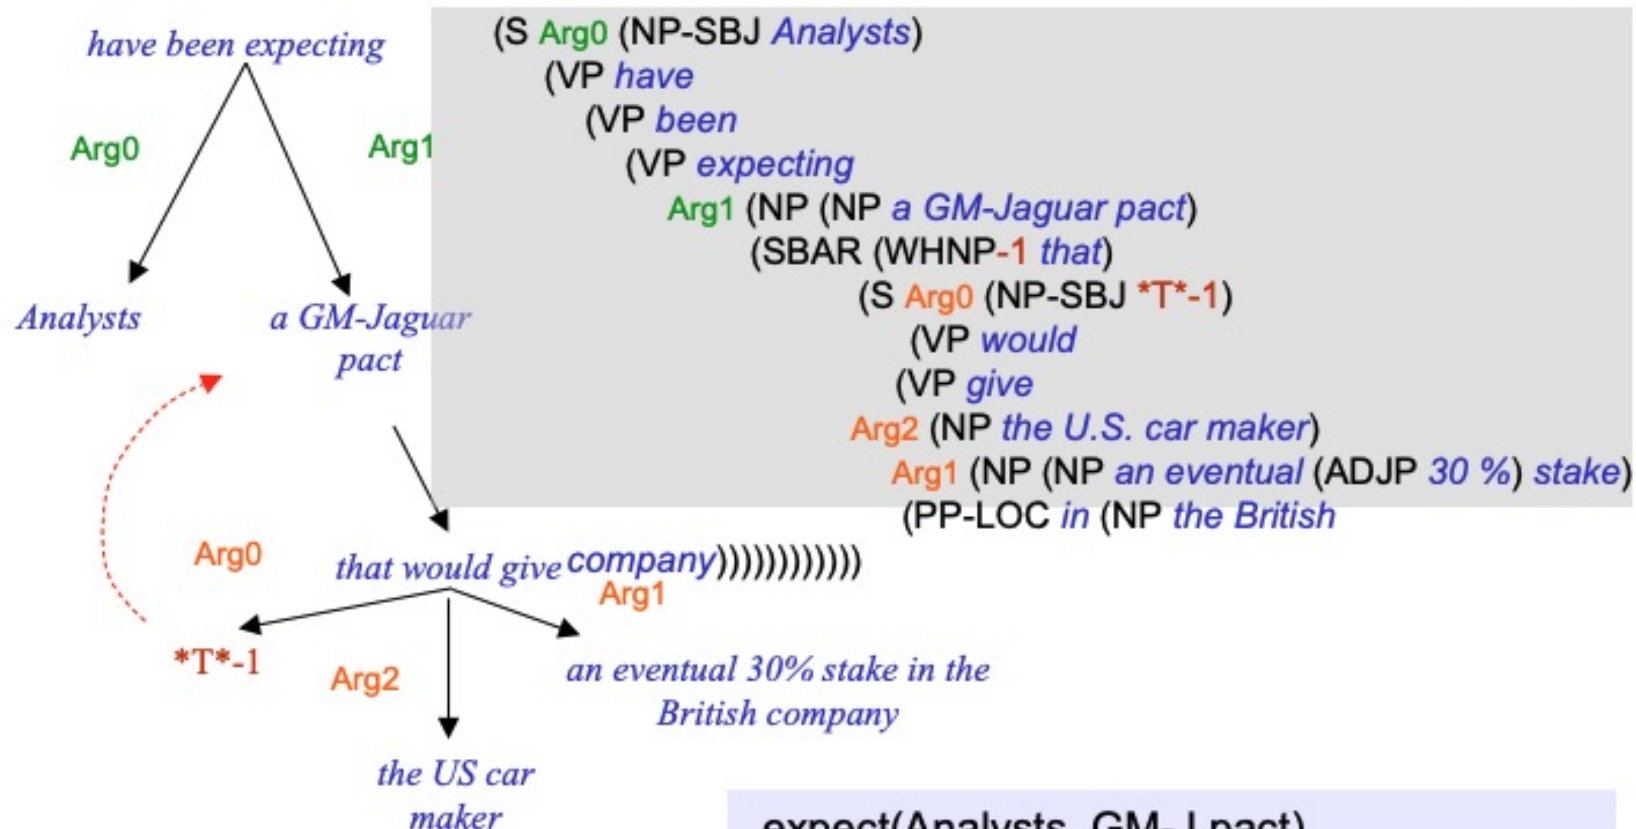 have been expecting
Arg0
Arg1
Analysts
a GM-Jaguar
pact
Arg0
that would give
Arg1
*T*-1
Arg2
an eventual 30% stake in the
British company
the US car
maker
(S Arg0 (NP-SBJ Analysts)
(VP have
(VP been
(VP expecting
Arg1 (NP (NP a GM-Jaguar pact)
(SBAR (WHNP-1 that)
(S Arg0 (NP-SBJ *T*-1)
(VP would
(VP give
Arg2 (NP the U.S. car maker)
Arg1 (NP (NP an eventual (ADJP 30 %) stake)
(PP-LOC in (NP the British
company))))))))))))
expect(Analysts, GM-J pact)